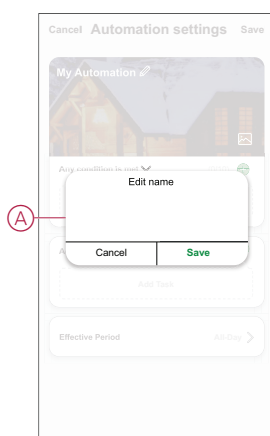 Cancel Automation settings Save
My Automation
Any condition is met
Edit name
A
Cancel Save
A
Add Task
Effective Period All-Day